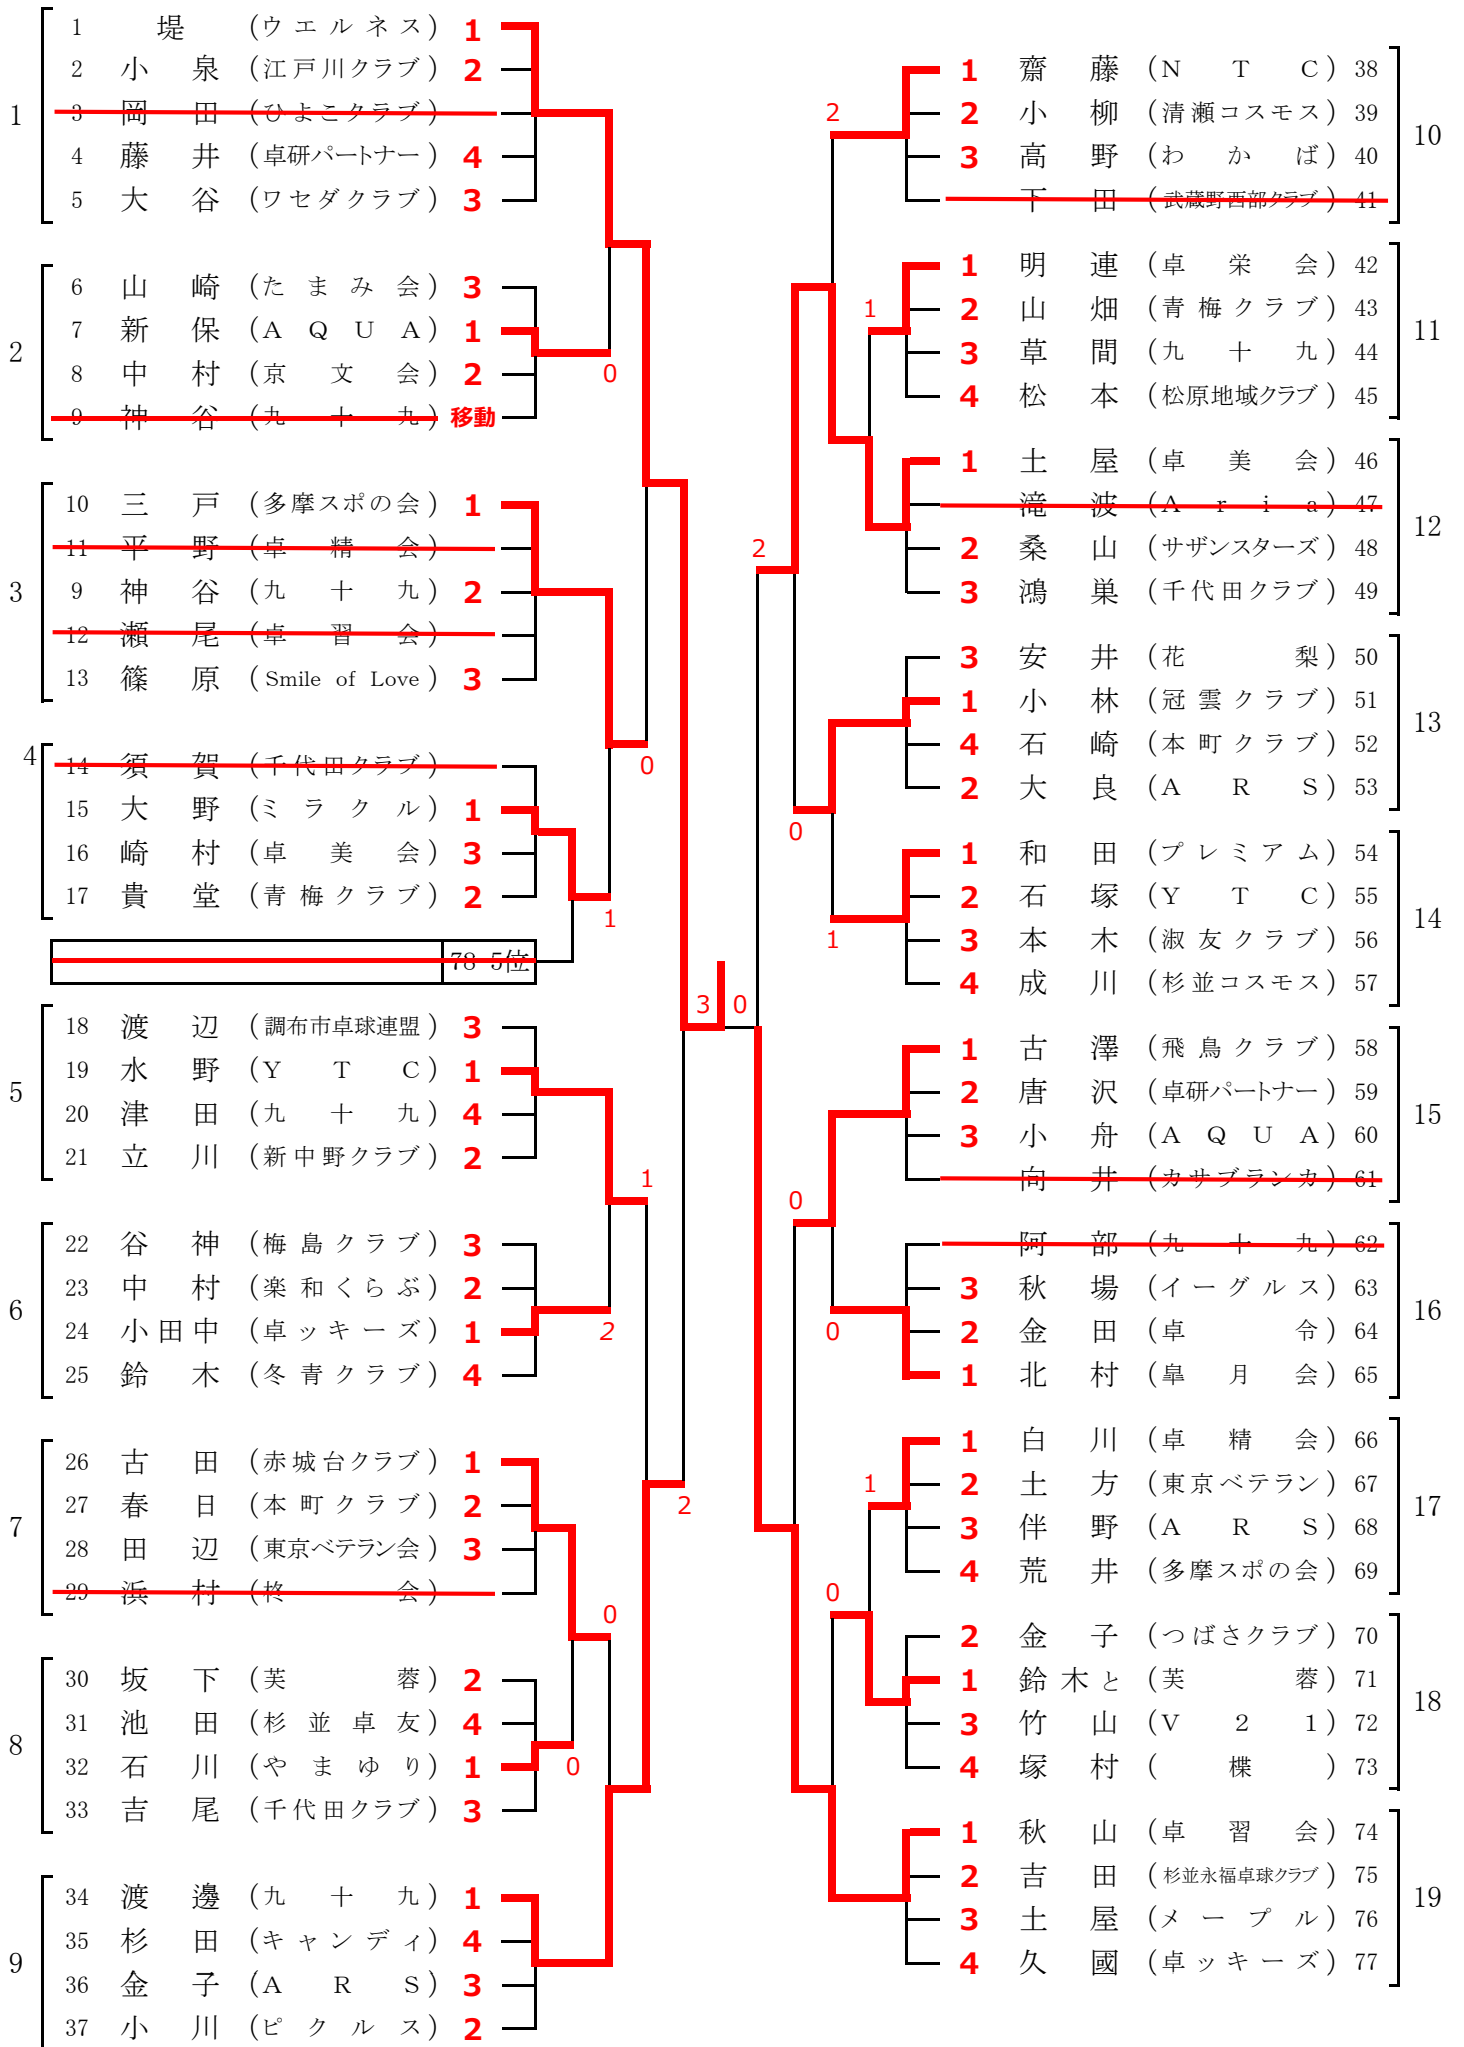 1
1 堤 (ウエルネス) 1
2 小泉 (江戸川クラブ) 2
3 岡田 (ひよこクラブ)
4 藤井 (卓研パートナー) 4
5 大谷 (ワセダクラブ) 3
2
6 山崎 (たまみ会) 3
7 新保 (AQUA) 1
8 中村 (京文会) 2
9 神谷 (九十九) 移動
0
3
10 三戸 (多摩スポの会) 1
11 平野 (卓精会)
9 神谷 (九十九) 2
12 瀬尾 (卓習会)
13 篠原 (Smile of Love) 3
0
4
14 須賀 (千代田クラブ)
15 大野 (ミラクル) 1
16 崎村 (卓美会) 3
17 貴堂 (青梅クラブ) 2
1
78 5位
3 0
5
18 渡辺 (調布市卓球連盟) 3
19 水野 (YTC) 1
20 津田 (九十九) 4
21 立川 (新中野クラブ) 2
1
6
22 谷神 (梅島クラブ) 3
23 中村 (楽和くらぶ) 2
24 小田中 (卓ッキーズ) 1
25 鈴木 (冬青クラブ) 4
2
7
26 古田 (赤城台クラブ) 1
27 春日 (本町クラブ) 2
28 田辺 (東京ベテラン会) 3
29 浜村 (柊会)
2
0
8
30 坂下 (芙蓉) 2
31 池田 (杉並卓友) 4
32 石川 (やまゆり) 1
33 吉尾 (千代田クラブ) 3
0
9
34 渡邊 (九十九) 1
35 杉田 (キャンディ) 4
36 金子 (ARS) 3
37 小川 (ピクルス) 2
2
1 齋藤 (NTC) 38
2 小柳 (清瀬コスモス) 39
3 高野 (わかば) 40
下田 (武蔵野西部クラブ) 41
10
1
1 明連 (卓栄会) 42
2 山畑 (青梅クラブ) 43
3 草間 (九十九) 44
4 松本 (松原地域クラブ) 45
11
1 土屋 (卓美会) 46
滝波 (Aria) 47
2 桑山 (サザンスターズ) 48
3 鴻巣 (千代田クラブ) 49
12
2
3 安井 (花梨) 50
1 小林 (冠雲クラブ) 51
4 石崎 (本町クラブ) 52
2 大良 (ARS) 53
13
0
1 和田 (プレミアム) 54
2 石塚 (YTC) 55
3 本木 (淑友クラブ) 56
4 成川 (杉並コスモス) 57
14
1
1 古澤 (飛鳥クラブ) 58
2 唐沢 (卓研パートナー) 59
3 小舟 (AQUA) 60
向井 (カサブランカ) 61
15
0
阿部 (九十九) 62
3 秋場 (イーグルス) 63
2 金田 (卓令) 64
1 北村 (皐月会) 65
16
0
1
1 白川 (卓精会) 66
2 土方 (東京ベテラン) 67
3 伴野 (ARS) 68
4 荒井 (多摩スポの会) 69
17
0
2 金子 (つばさクラブ) 70
1 鈴木と (芙蓉) 71
3 竹山 (V21) 72
4 塚村 (楪) 73
18
1 秋山 (卓習会) 74
2 吉田 (杉並永福卓球クラブ) 75
3 土屋 (メープル) 76
4 久國 (卓ッキーズ) 77
19